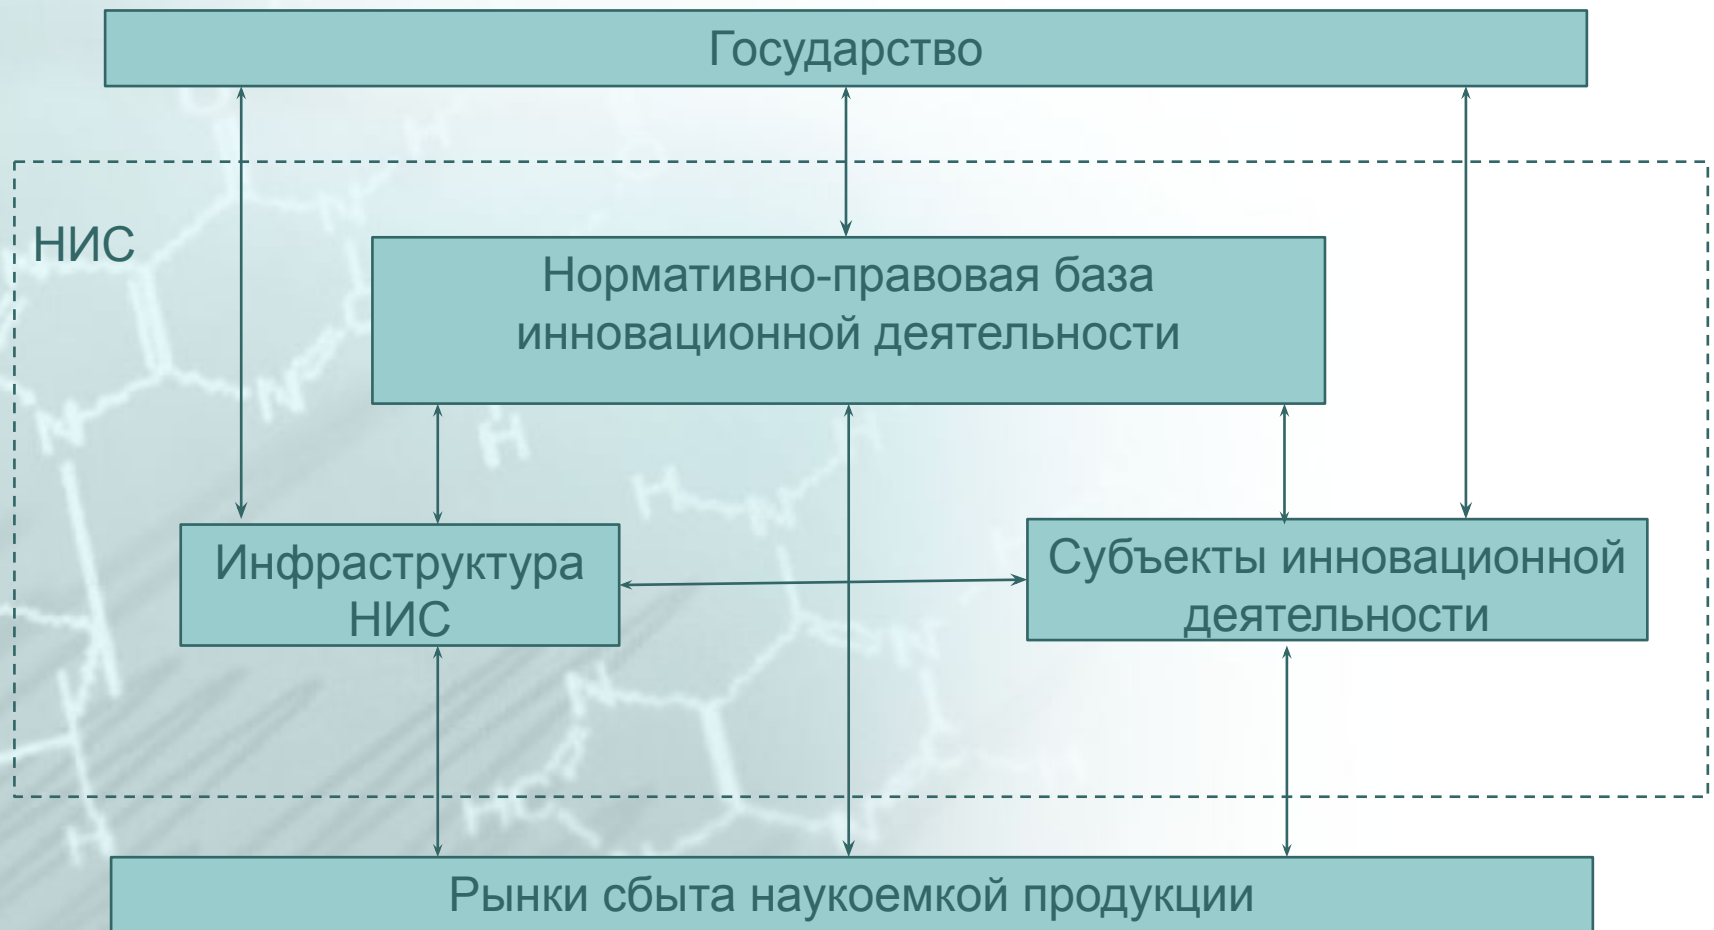 Государство
НИС
Нормативно-правовая база
инновационной деятельности
Инфраструктура
НИС
Субъекты инновационной
деятельности
Рынки сбыта наукоемкой продукции